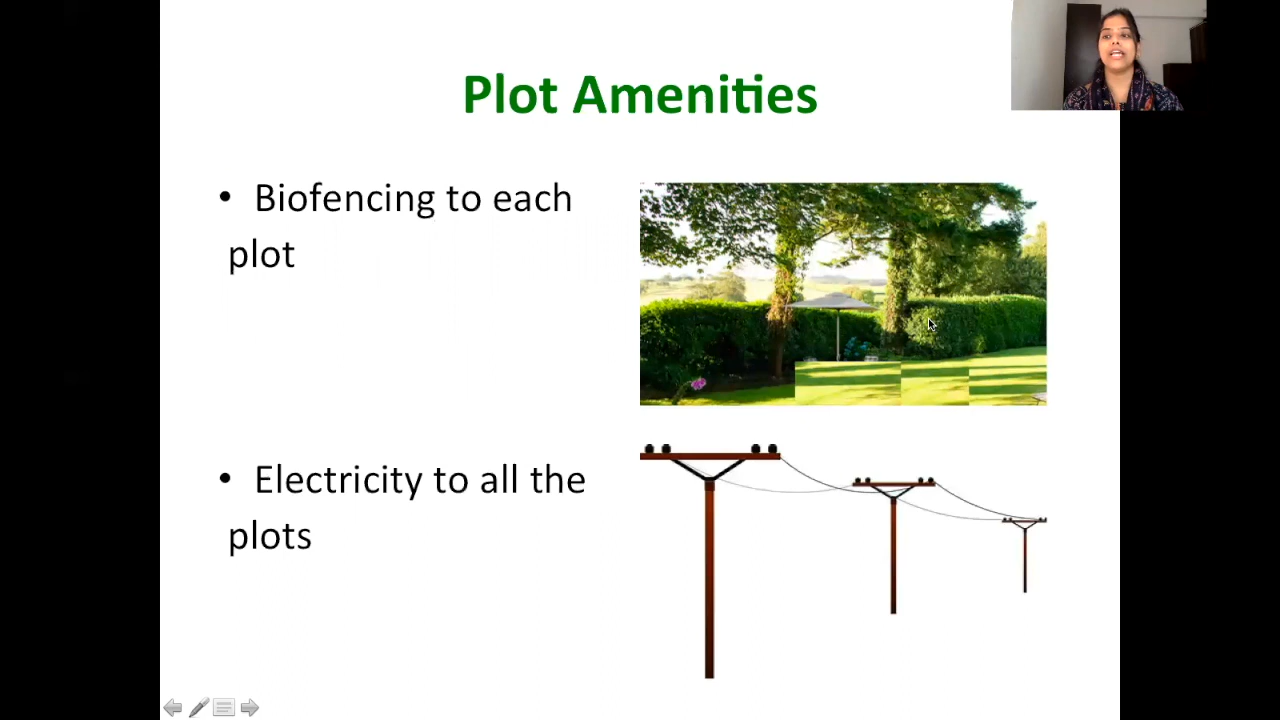 Plot Amenities
• Biofencing to each
plot
• Electricity to all the
plots